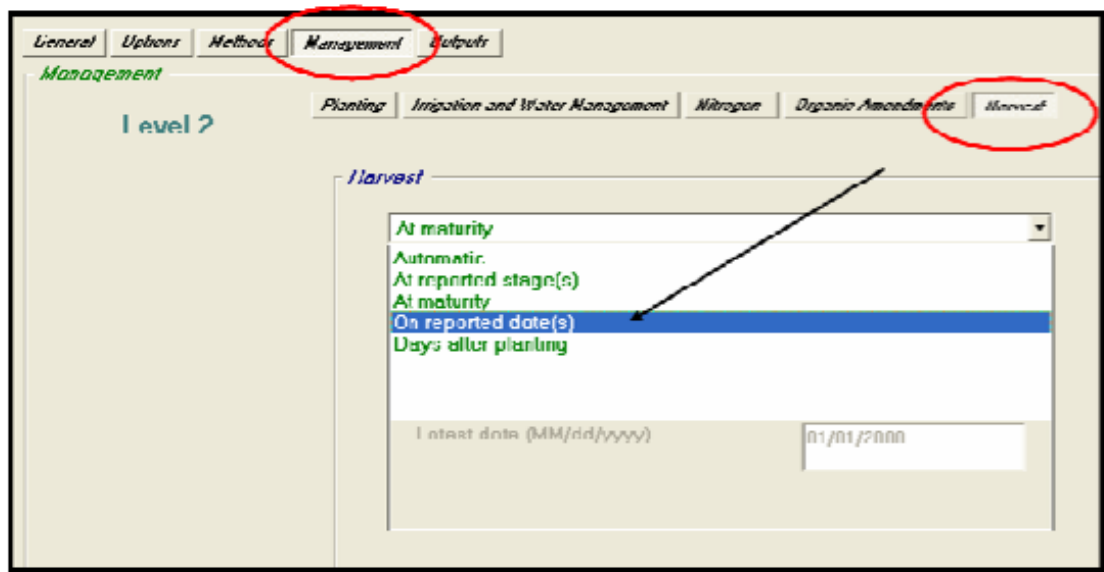 General Options Methods Management Outputs
Management
Level 2
Planting Irrigation and Water Management Nitrogen Organic Amendments Harvest
Harvest
At maturity
Automatic
At reported stage(s)
At maturity
On reported date(s)
Days after planting
Latest date (MM/dd/yyyy) 01/01/2000